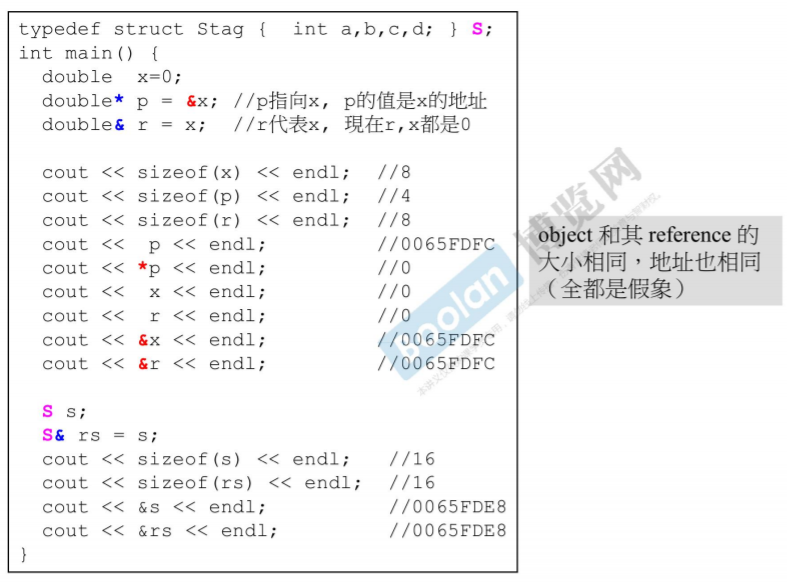 typedef struct Stag {  int a,b,c,d; } S;
int main() {
  double  x=0;
  double* p = &x; //p指向x, p的值是x的地址
  double& r = x;  //r代表x, 現在r,x都是0
  cout << sizeof(x) << endl;  //8
  cout << sizeof(p) << endl;  //4
  cout << sizeof(r) << endl;  //8
  cout <<  p << endl;         //0065FDFC
  cout << *p << endl;         //0
  cout <<  x << endl;         //0
  cout <<  r << endl;         //0
  cout << &x << endl;         //0065FDFC
  cout << &r << endl;         //0065FDFC
  S s;
  S& rs = s;
  cout << sizeof(s) << endl;   //16
  cout << sizeof(rs) << endl;  //16
  cout << &s << endl;          //0065FDE8
  cout << &rs << endl;         //0065FDE8
}
object 和其 reference 的
大小相同，地址也相同
（全都是假象）
Boolan 博览网